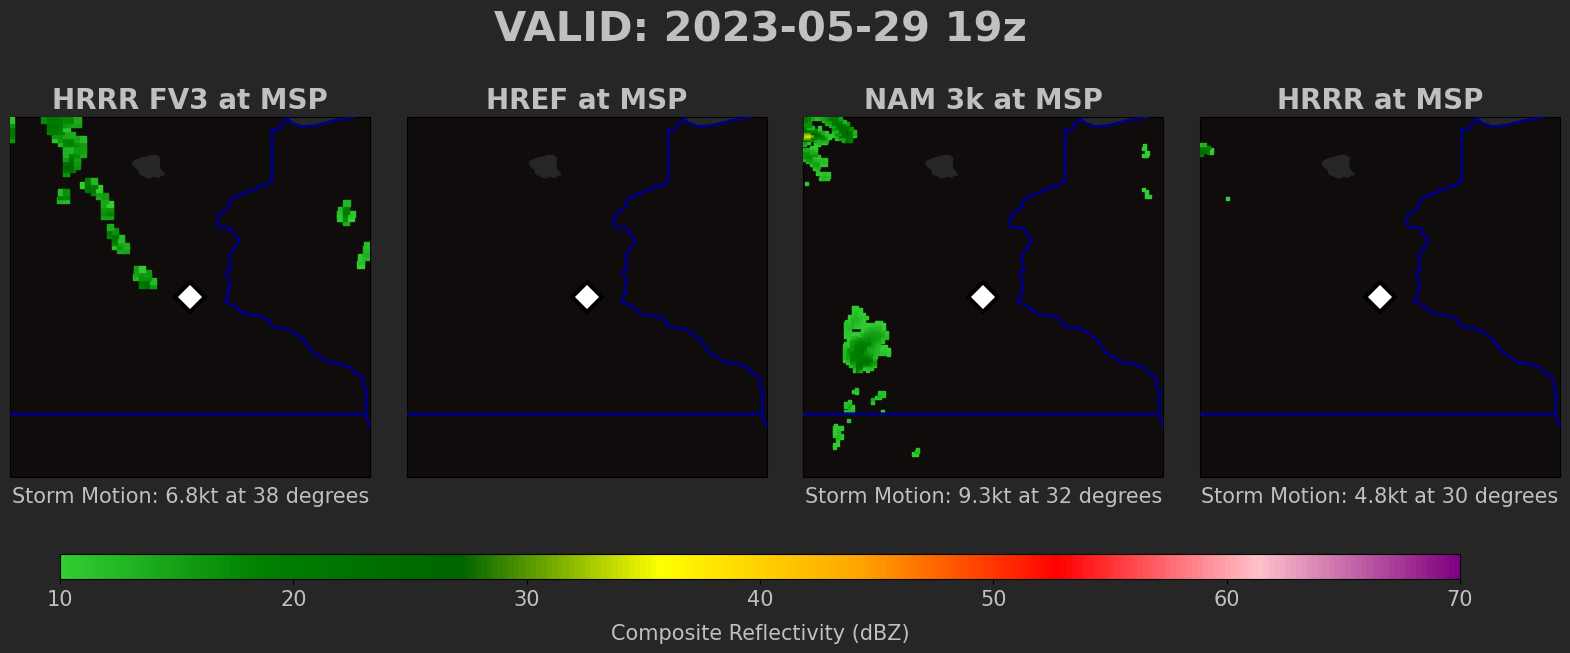 VALID: 2023-05-29 19z
HRRR FV3 at MSP
HREF at MSP
NAM 3k at MSP
HRRR at MSP
Storm Motion: 6.8kt at 38 degrees
Storm Motion: 9.3kt at 32 degrees
Storm Motion: 4.8kt at 30 degrees
10 20 30 40 50 60 70
Composite Reflectivity (dBZ)